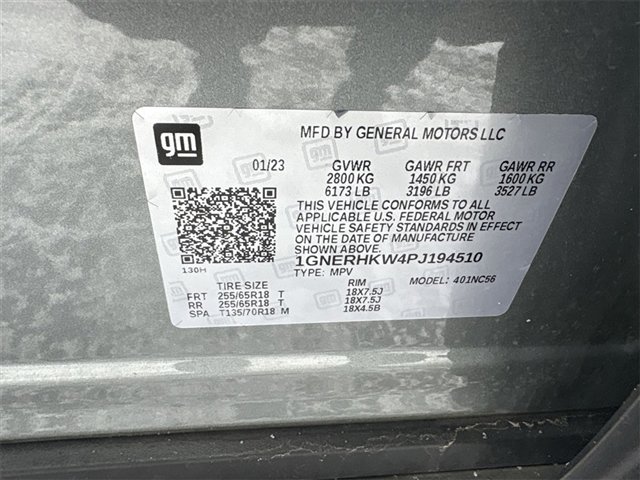 gm
MFD BY GENERAL MOTORS LLC
01/23 GVWR GAWR FRT GAWR RR
2800 KG 1450 KG 1600 KG
6173 LB 3196 LB 3527 LB
THIS VEHICLE CONFORMS TO ALL
APPLICABLE U.S. FEDERAL MOTOR
VEHICLE SAFETY STANDARDS IN EFFECT
ON THE DATE OF MANUFACTURE
SHOWN ABOVE.
1GNERHKW4PJ194510
130H
TYPE: MPV MODEL: 401NC56
TIRE SIZE RIM
FRT 255/65R18 T 18X7.5J
RR 255/65R18 T 18X7.5J
SPA T135/70R18 M 18X4.5B